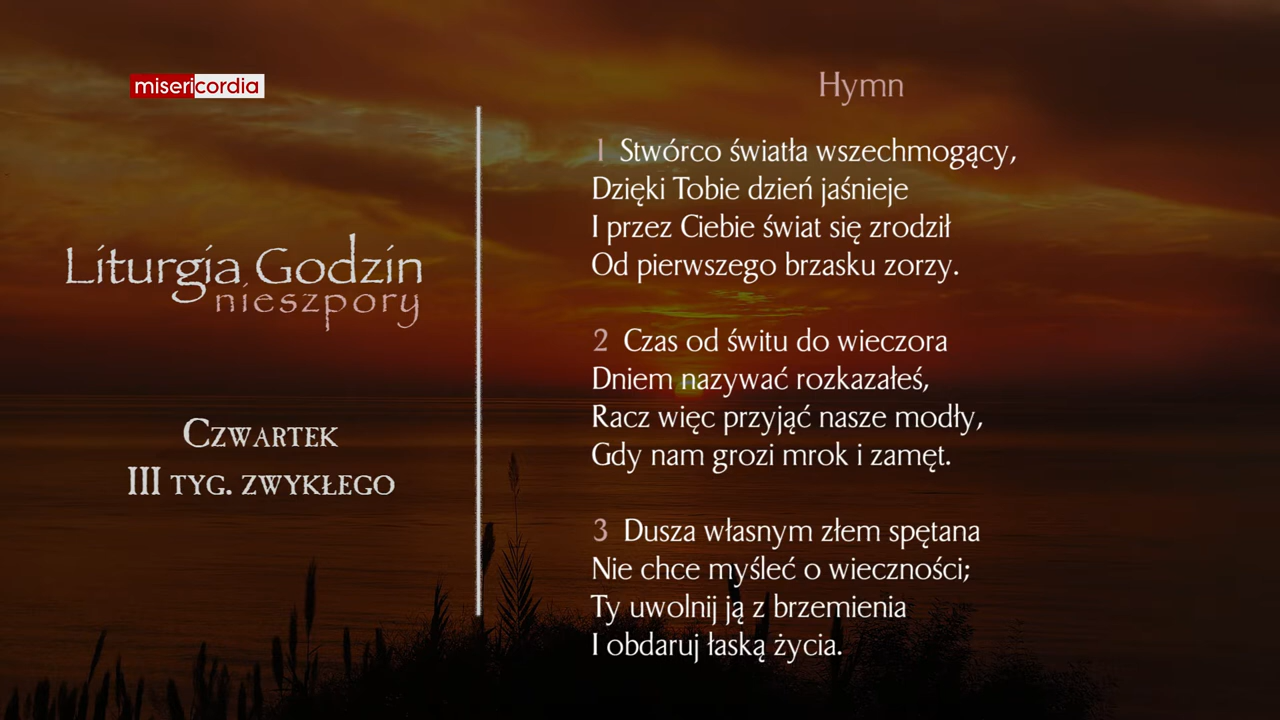 misericordia
Liturgia Godzin
nieszpory
Czwartek
III tyg. zwykłego
Hymn
1 Stwórco światła wszechmogący,
Dzięki Tobie dzień jaśnieje
I przez Ciebie świat się zrodził
Od pierwszego brzasku zorzy.
2 Czas od świtu do wieczora
Dniem nazywać rozkazałeś,
Racz więc przyjąć nasze modły,
Gdy nam grozi mrok i zamęt.
3 Dusza własnym złem spętana
Nie chce myśleć o wieczności;
Ty uwolnij ją z brzemienia
I obdaruj łaską życia.